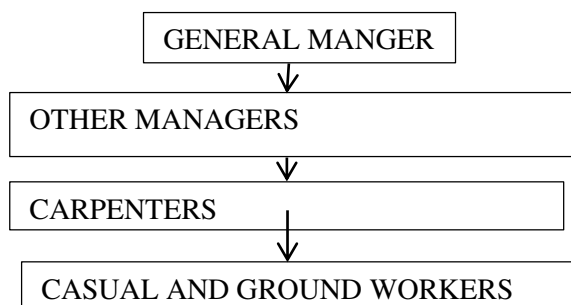 GENERAL MANGER
OTHER MANAGERS
CARPENTERS
CASUAL AND GROUND WORKERS